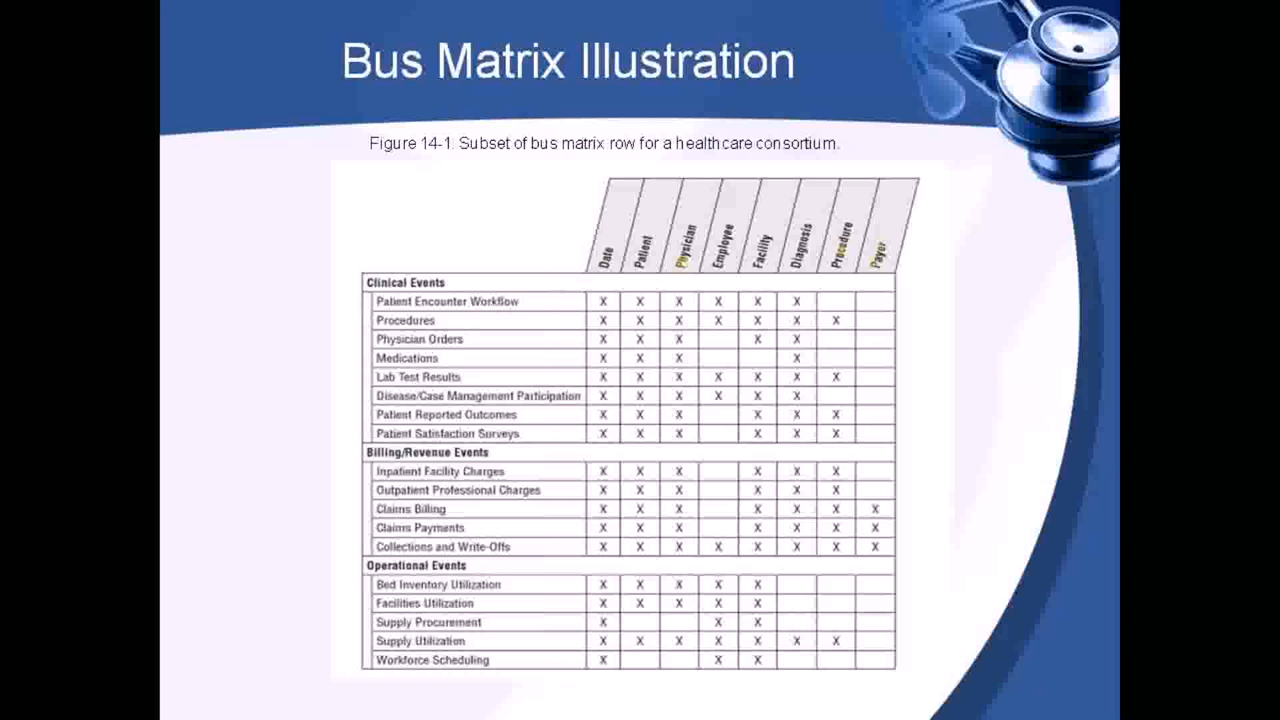 Bus Matrix Illustration
Figure 14-1: Subset of bus matrix row for a healthcare consortium.
Date Patient Physician Employee Facility Diagnosis Procedure Payer
Clinical Events
Patient Encounter Workflow X X X X X X
Procedures X X X X X X X
Physician Orders X X X X X
Medications X X X X
Lab Test Results X X X X X X X
Disease/Case Management Participation X X X X X X
Patient Reported Outcomes X X X X X X
Patient Satisfaction Surveys X X X X X X
Billing/Revenue Events
Inpatient Facility Charges X X X X X X
Outpatient Professional Charges X X X X X X
Claims Billing X X X X X X X
Claims Payments X X X X X X X
Collections and Write-Offs X X X X X X X X
Operational Events
Bed Inventory Utilization X X X X X
Facilities Utilization X X X X X
Supply Procurement X X X
Supply Utilization X X X X X X X
Workforce Scheduling X X X